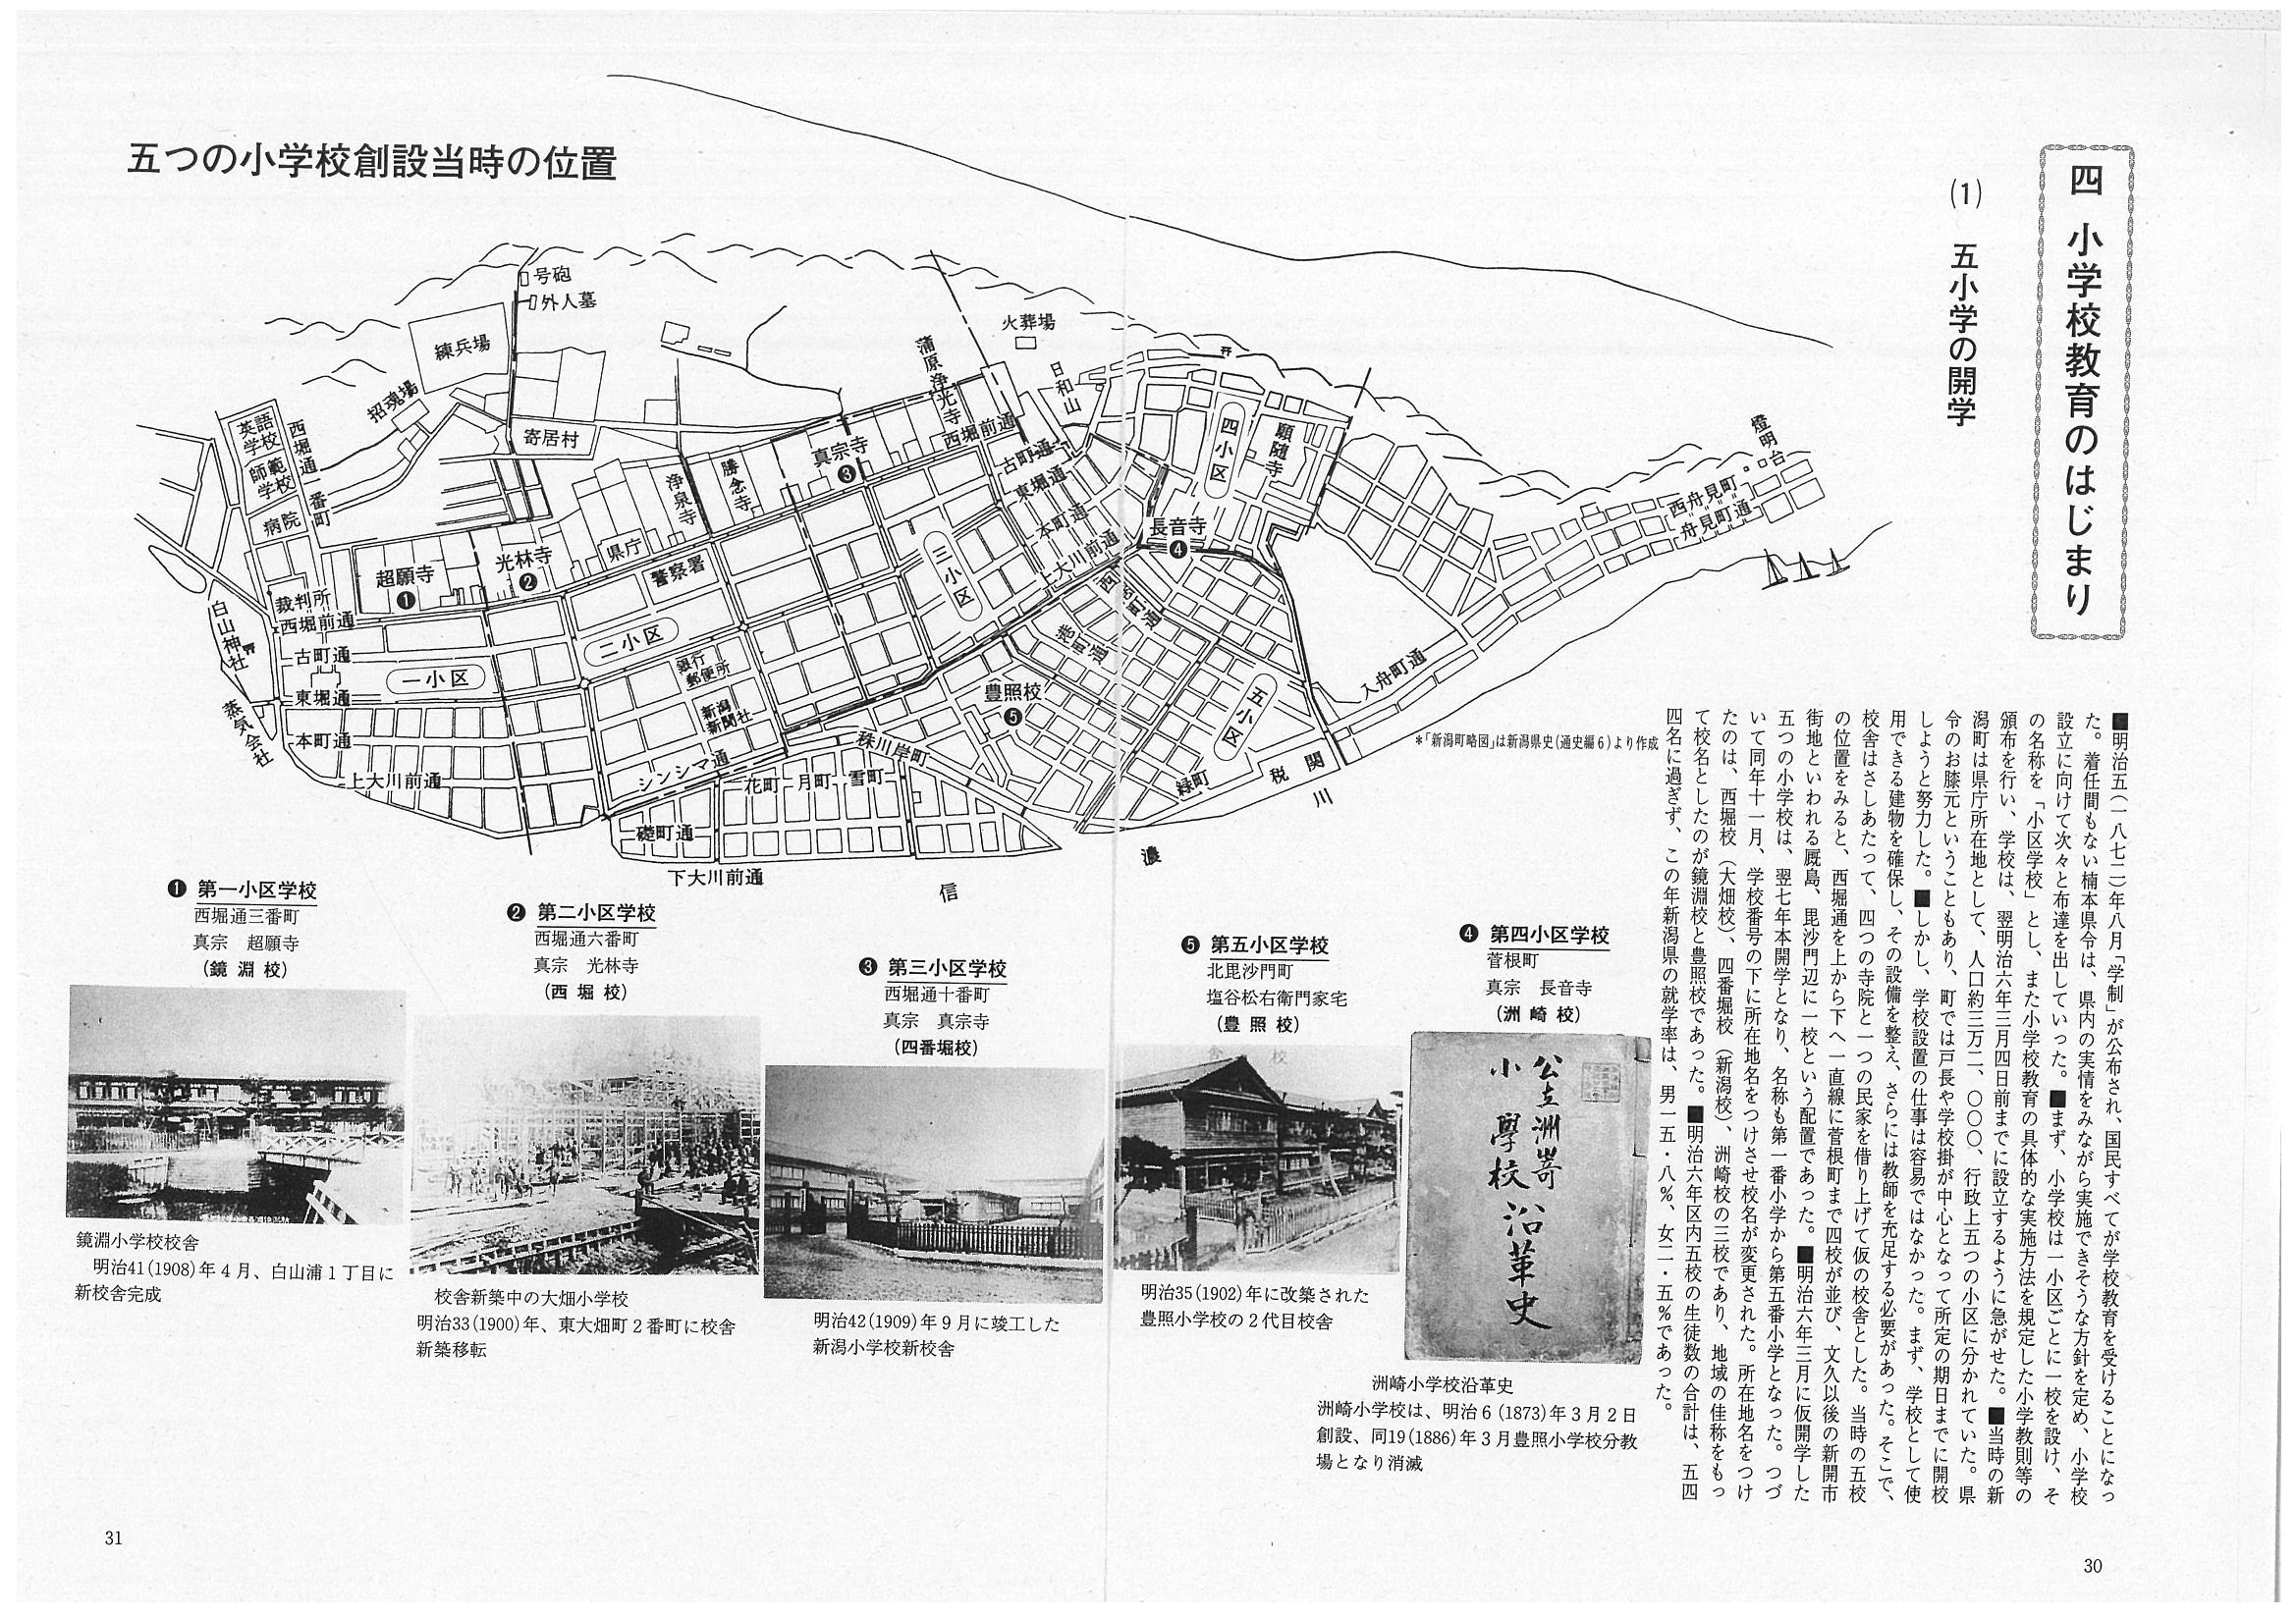 四 小学校教育のはじまり
(1) 五小学の開学
■明治五(一八七二)年八月「学制」が公布され、国民すべてが学校教育を受けることになっ
た。着任間もない楠本県令は、県内の実情をみながら実施できそうな方針を定め、小学校
設立に向けて次々と布達を出していった。■まず、小学校は一小区ごとに一校を設け、そ
の名称を「小区学校」とし、また小学校教育の具体的な実施方法を規定した小学教則等の
頒布を行い、学校は、翌明治六年三月四日前までに設立するように急がせた。■当時の新
潟町は県庁所在地として、人口約三万二、〇〇〇、行政上五つの小区に分かれていた。県
令のお膝元ということもあり、町では戸長や学校掛が中心となって所定の期日までに開校
しようと努力した。■しかし、学校設置の仕事は容易ではなかった。まず、学校として使
用できる建物を確保し、その設備を整え、さらには教師を充足する必要があった。そこで、
校舎はさしあたって、四つの寺院と一つの民家を借り上げて仮の校舎とした。当時の五校
の位置をみると、西堀通を上から下へ一直線に菅根町まで四校が並び、文久以後の新開市
街地といわれる厩島、毘沙門辺に一校という配置であった。■明治六年三月に仮開学した
五つの小学校は、翌七年本開学となり、名称も第一番小学から第五番小学となった。つづ
いて同年十一月、学校番号の下に所在地名をつけさせ校名が変更された。所在地名をつけ
たのは、西堀校(大畑校)、四番堀校(新潟校)、洲崎校の三校であり、地域の佳称をもっ
て校名としたのが鏡淵校と豊照校であった。■明治六年区内五校の生徒数の合計は、五四
四名に過ぎず、この年新潟県の就学率は、男一五・八%、女二・五%であった。
30
五つの小学校創設当時の位置
号砲
外人墓
練兵場
招魂場
火葬場
蒲原浄光寺
日和山
英語学校
師範学校
病院
西堀通一番町
寄居村
浄泉寺
勝念寺
真宗寺
❸
西堀前通
古町通
東堀通
本町通
上大川前通
四小区
願随寺
燈明台
西舟見町
舟見町通
長音寺
❹
超願寺
❶
光林寺
❷
県庁
警察署
三小区
裁判所
西堀前通
白山神社
古町通
東堀通
一小区
二小区
銀行
郵便所
新潟新聞社
蒸気会社
本町通
上大川前通
港町通
豊照校
❺
五小区
入舟町通
シンシマ通
秣川岸町
花町
月町
雪町
礎町通
下大川前通
緑町
税関
信濃川
*「新潟町略図」は新潟県史(通史編6)より作成
❶ 第一小区学校
西堀通三番町
真宗 超願寺
(鏡淵校)
鏡淵小学校校舎
明治41(1908)年4月、白山浦1丁目に
新校舎完成
❷ 第二小区学校
西堀通六番町
真宗 光林寺
(西堀校)
校舎新築中の大畑小学校
明治33(1900)年、東大畑町2番町に校舎
新築移転
❸ 第三小区学校
西堀通十番町
真宗 真宗寺
(四番堀校)
明治42(1909)年9月に竣工した
新潟小学校新校舎
❺ 第五小区学校
北毘沙門町
塩谷松右衛門家宅
(豊照校)
明治35(1902)年に改築された
豊照小学校の2代目校舎
❹ 第四小区学校
菅根町
真宗 長音寺
(洲崎校)
公立洲嵜
小學校
沿革史
洲崎小学校沿革史
洲崎小学校は、明治6(1873)年3月2日
創設、同19(1886)年3月豊照小学校分教
場となり消滅
31